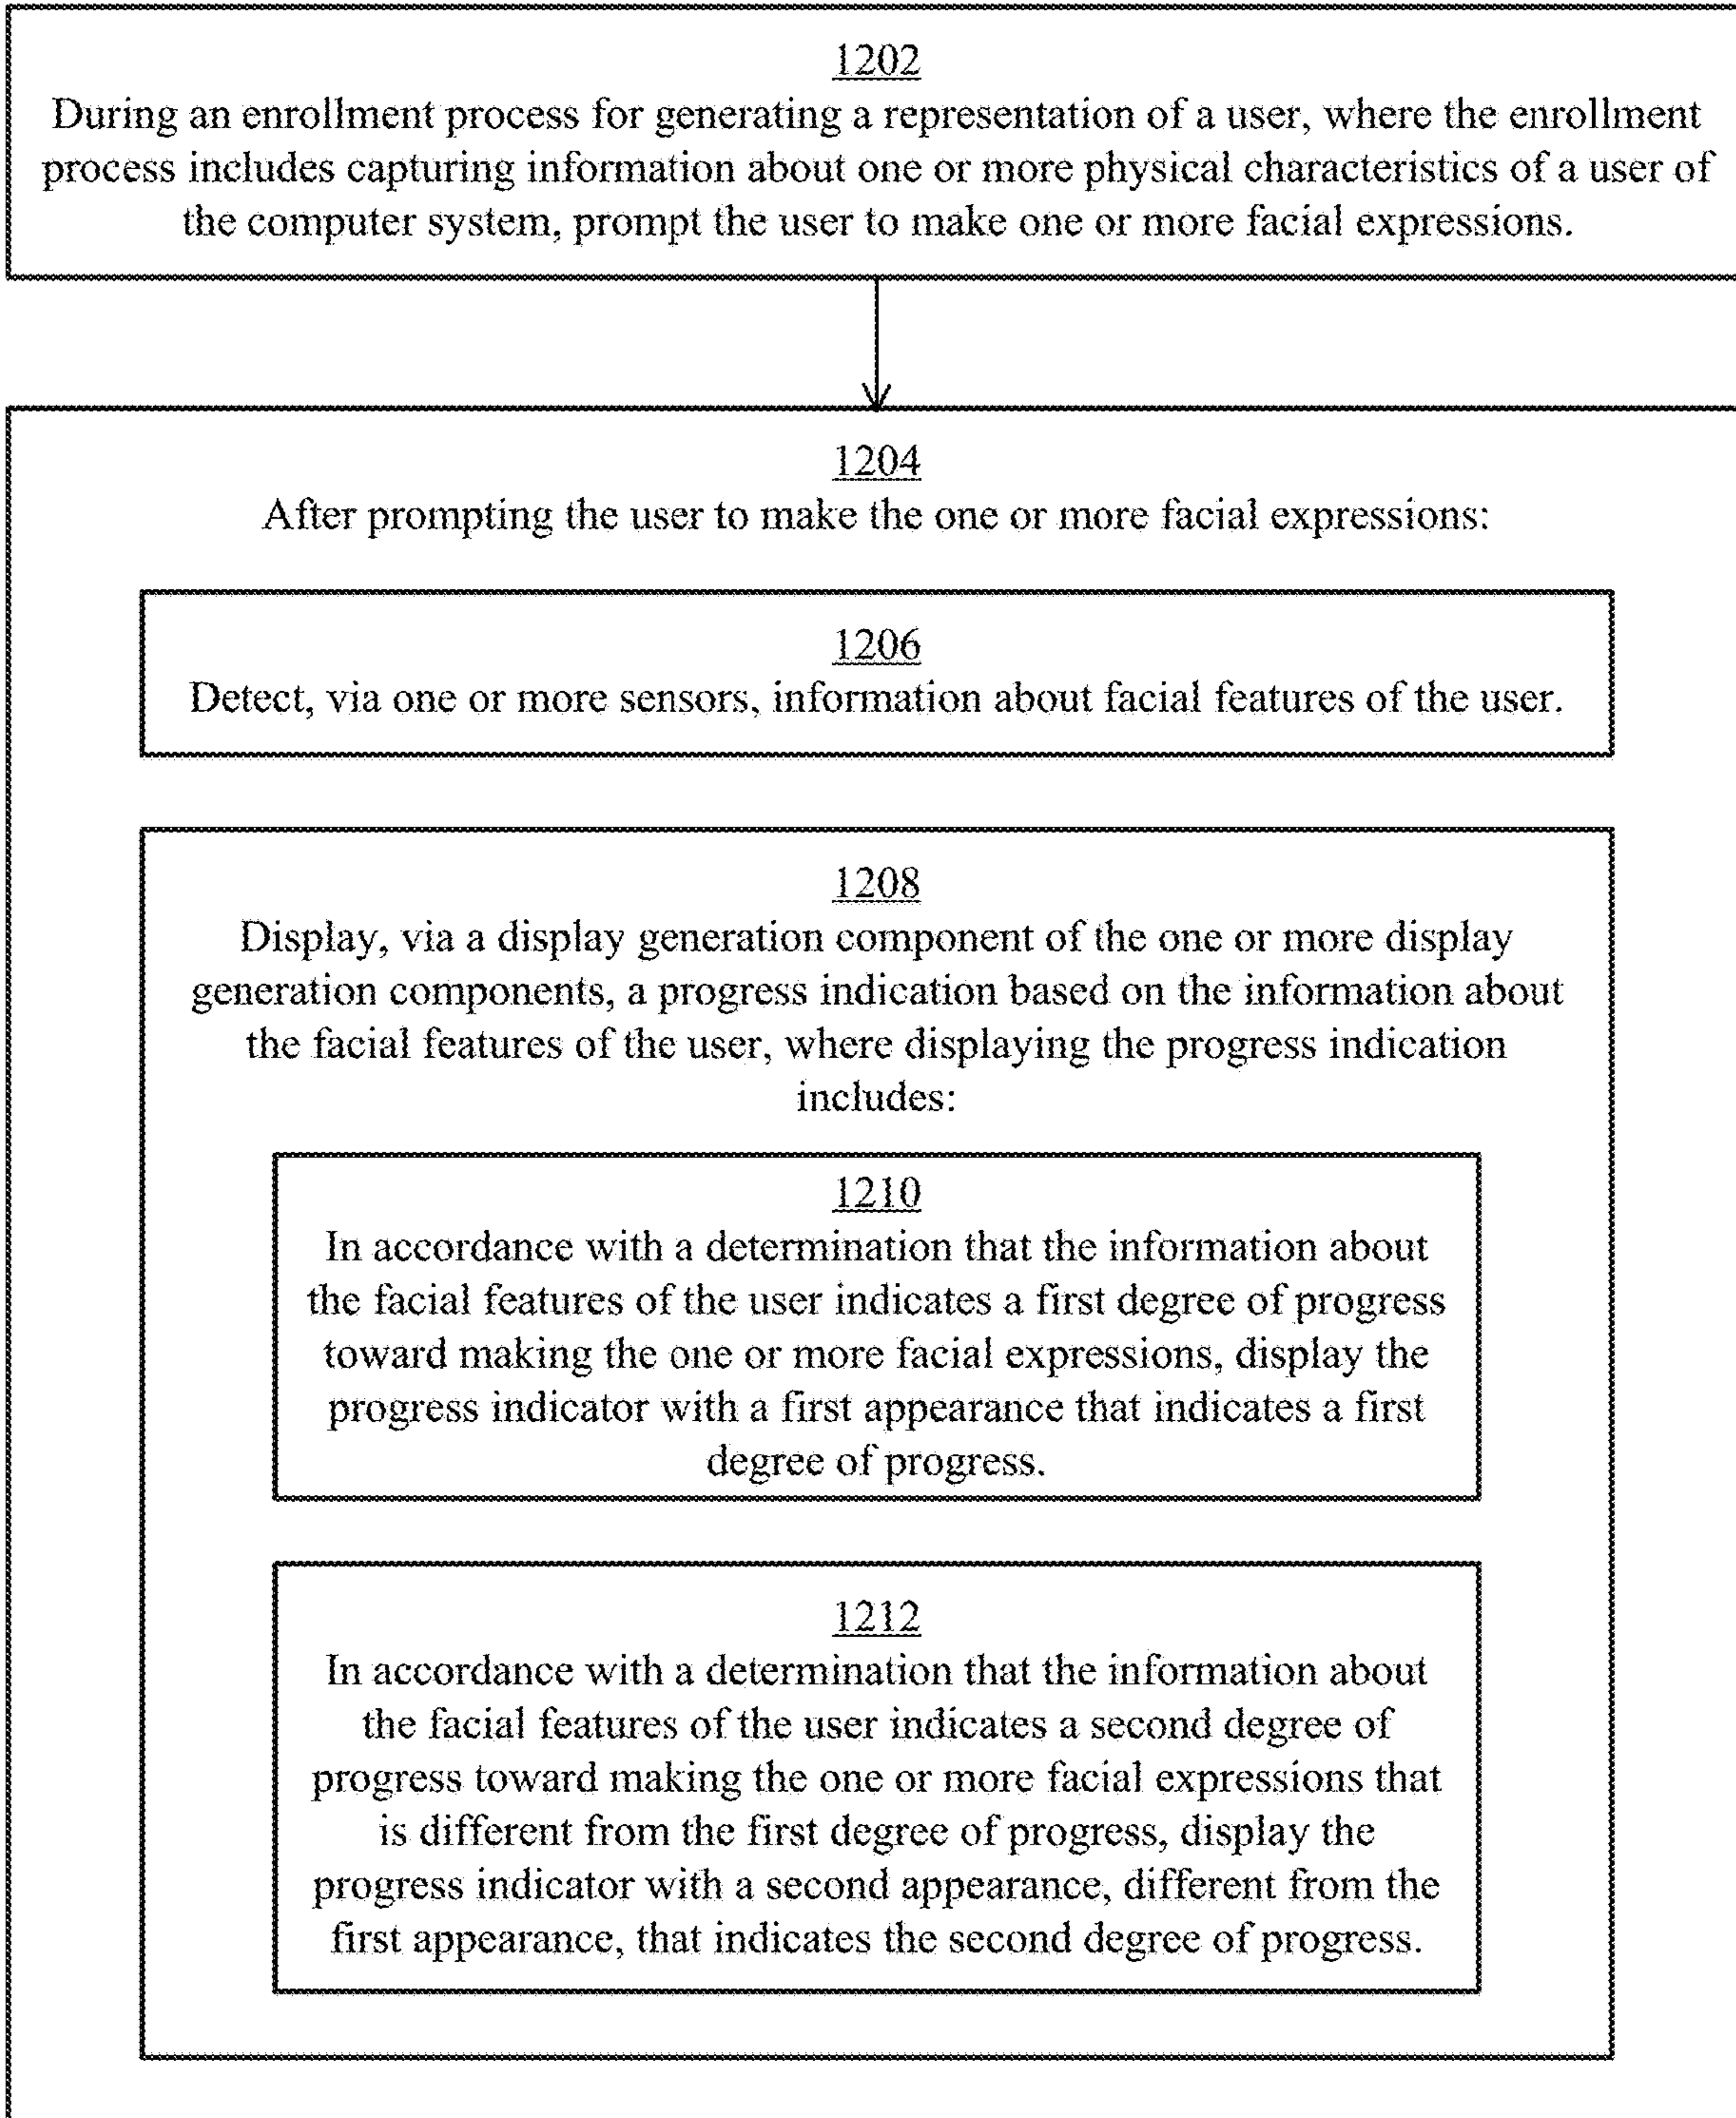 1202
During an enrollment process for generating a representation of a user, where the enrollment
process includes capturing information about one or more physical characteristics of a user of
the computer system, prompt the user to make one or more facial expressions.
1204
After prompting the user to make the one or more facial expressions:
1206
Detect, via one or more sensors, information about facial features of the user.
1208
Display, via a display generation component of the one or more display
generation components, a progress indication based on the information about
the facial features of the user, where displaying the progress indication
includes:
1210
In accordance with a determination that the information about
the facial features of the user indicates a first degree of progress
toward making the one or more facial expressions, display the
progress indicator with a first appearance that indicates a first
degree of progress.
1212
In accordance with a determination that the information about
the facial features of the user indicates a second degree of
progress toward making the one or more facial expressions that
is different from the first degree of progress, display the
progress indicator with a second appearance, different from the
first appearance, that indicates the second degree of progress.